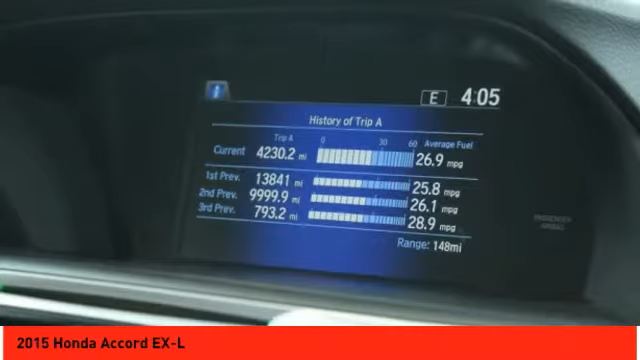 i E 4:05
History of Trip A
Trip A 0 30 60 Average Fuel
Current 4230.2 mi 26.9 mpg
1st Prev. 13841 mi 25.8 mpg
2nd Prev. 9999.9 mi 26.1 mpg
3rd Prev. 793.2 mi 28.9 mpg
Range: 148mi
PASSENGER
AIRBAG
2015 Honda Accord EX-L